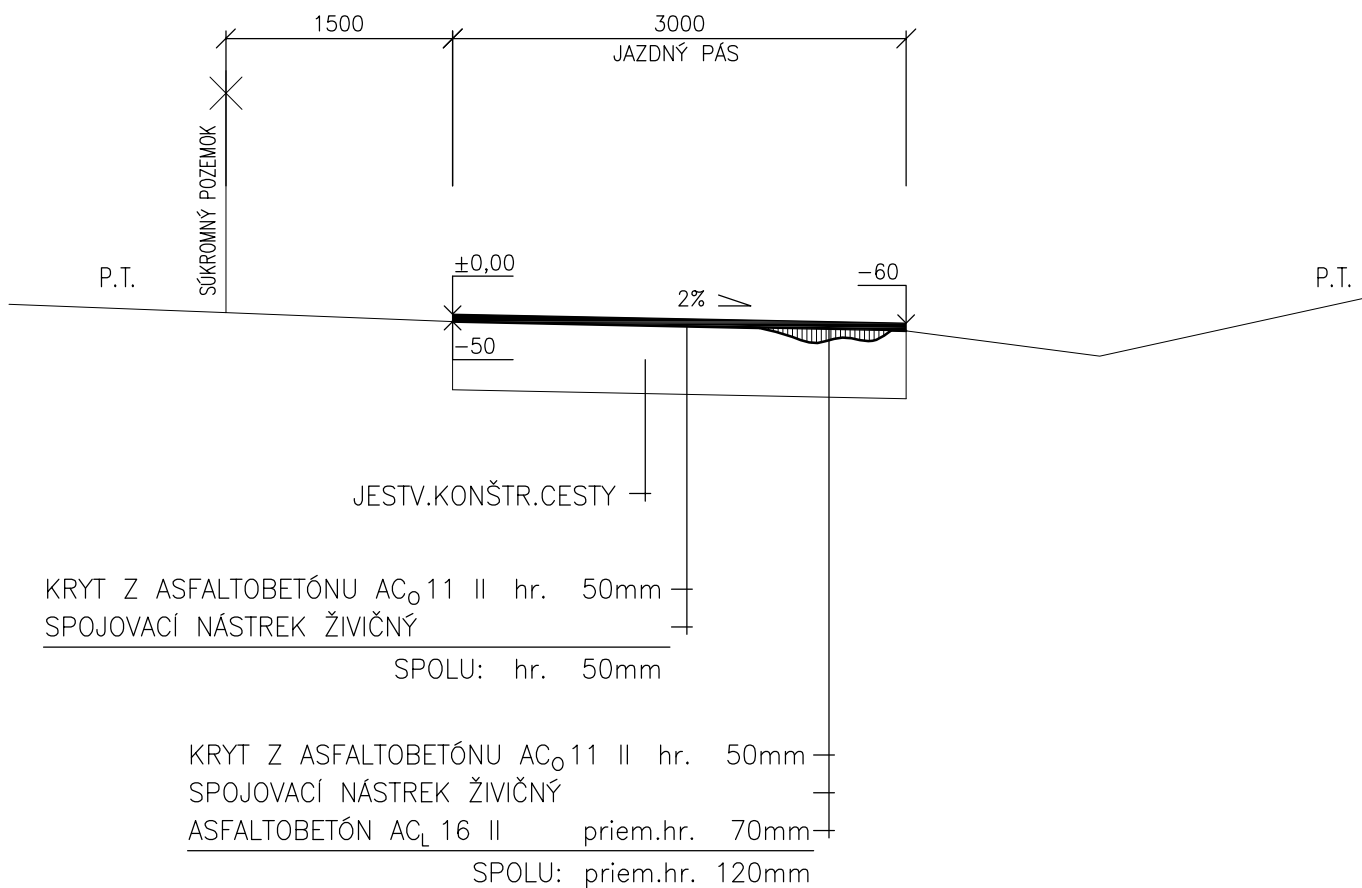 1500
3000
JAZDNÝ PÁS
SÚKROMNÝ POZEMOK
P.T.
±0,00
-60
P.T.
2%
-50
JESTV.KONŠTR.CESTY
KRYT Z ASFALTOBETÓNU ACO 11 II hr. 50mm
SPOJOVACÍ NÁSTREK ŽIVIČNÝ
SPOLU: hr. 50mm
KRYT Z ASFALTOBETÓNU ACO 11 II hr. 50mm
SPOJOVACÍ NÁSTREK ŽIVIČNÝ
ASFALTOBETÓN ACL 16 II priem.hr. 70mm
SPOLU: priem.hr. 120mm